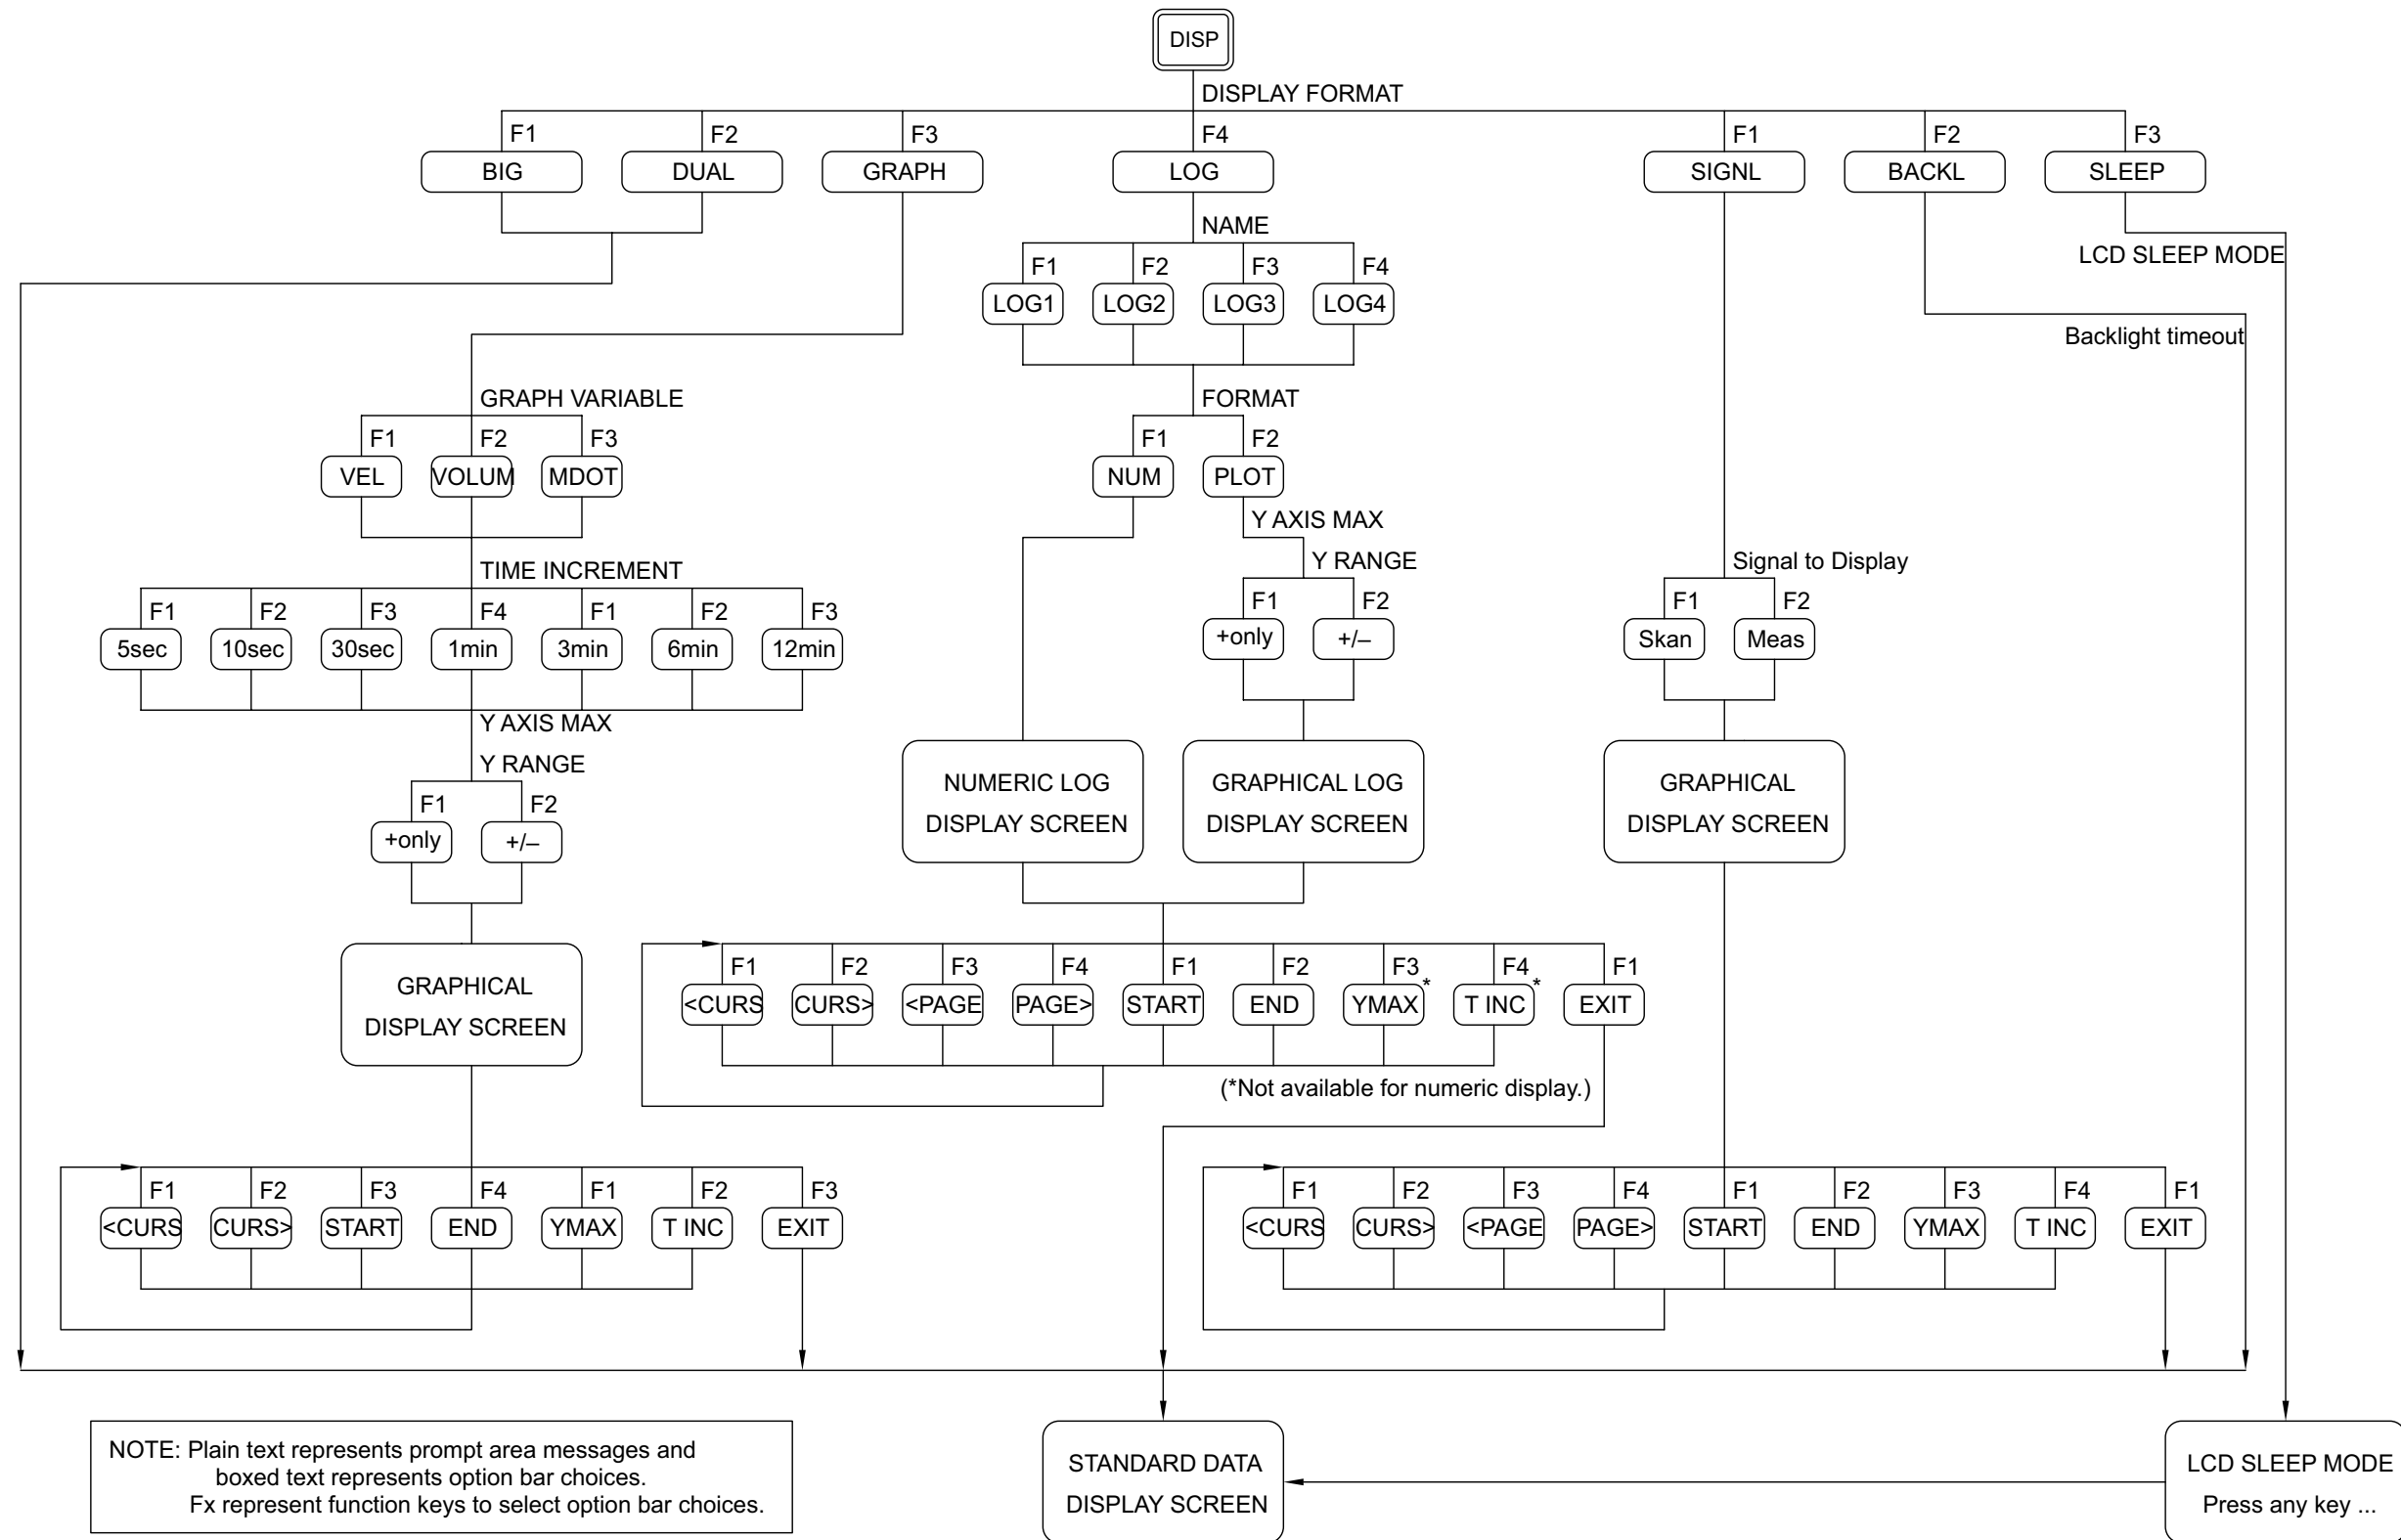 DISP
DISPLAY FORMAT
F1 F2 F3 F4 F1 F2 F3
BIG DUAL GRAPH LOG SIGNL BACKL SLEEP
NAME
LCD SLEEP MODE
F1 F2 F3 F4
LOG1 LOG2 LOG3 LOG4
Backlight timeout
GRAPH VARIABLE FORMAT
F1 F2 F3 F1 F2
VEL VOLUM MDOT NUM PLOT
Y AXIS MAX
TIME INCREMENT Y RANGE Signal to Display
F1 F2 F3 F4 F1 F2 F3 F1 F2 F1 F2
5sec 10sec 30sec 1min 3min 6min 12min +only +/– Skan Meas
Y AXIS MAX
Y RANGE
NUMERIC LOG GRAPHICAL LOG GRAPHICAL
F1 F2
DISPLAY SCREEN DISPLAY SCREEN DISPLAY SCREEN
+only +/–
F1 F2 F3 F4 F1 F2 F3 F4 F1
GRAPHICAL
<CURS CURS> <PAGE PAGE> START END YMAX* T INC* EXIT
DISPLAY SCREEN
(*Not available for numeric display.)
F1 F2 F3 F4 F1 F2 F3 F1 F2 F3 F4 F1 F2 F3 F4 F1
<CURS CURS> START END YMAX T INC EXIT <CURS CURS> <PAGE PAGE> START END YMAX T INC EXIT
NOTE: Plain text represents prompt area messages and
boxed text represents option bar choices.
Fx represent function keys to select option bar choices.
STANDARD DATA
DISPLAY SCREEN
LCD SLEEP MODE
Press any key ...